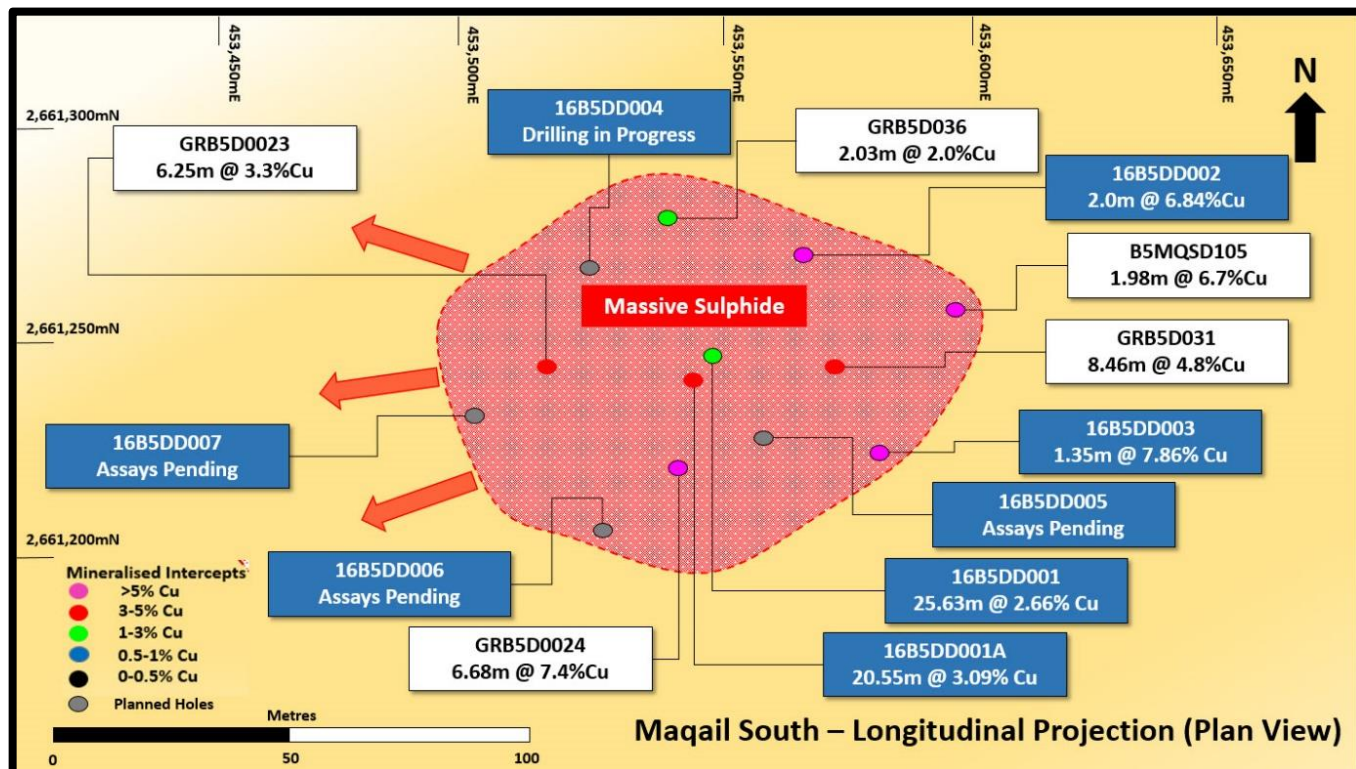 453,450mE
453,500mE
453,550mE
453,600mE
453,650mE
N
2,661,300mN
2,661,250mN
2,661,200mN
16B5DD004
Drilling in Progress
GRB5D036
2.03m @ 2.0%Cu
GRB5D0023
6.25m @ 3.3%Cu
16B5DD002
2.0m @ 6.84%Cu
B5MQSD105
1.98m @ 6.7%Cu
Massive Sulphide
GRB5D031
8.46m @ 4.8%Cu
16B5DD007
Assays Pending
16B5DD003
1.35m @ 7.86% Cu
16B5DD005
Assays Pending
16B5DD006
Assays Pending
16B5DD001
25.63m @ 2.66% Cu
GRB5D0024
6.68m @ 7.4%Cu
16B5DD001A
20.55m @ 3.09% Cu
Mineralised Intercepts
>5% Cu
3-5% Cu
1-3% Cu
0.5-1% Cu
0-0.5% Cu
Planned Holes
Metres
0 50 100
Maqail South – Longitudinal Projection (Plan View)